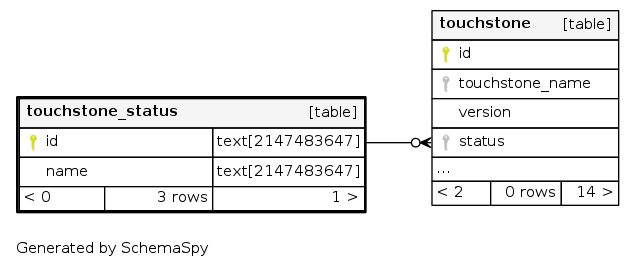 touchstone [table]
id
touchstone_name
version
status
...
< 2 0 rows 14 >
touchstone_status [table]
id text[2147483647]
name text[2147483647]
< 0 3 rows 1 >
Generated by SchemaSpy